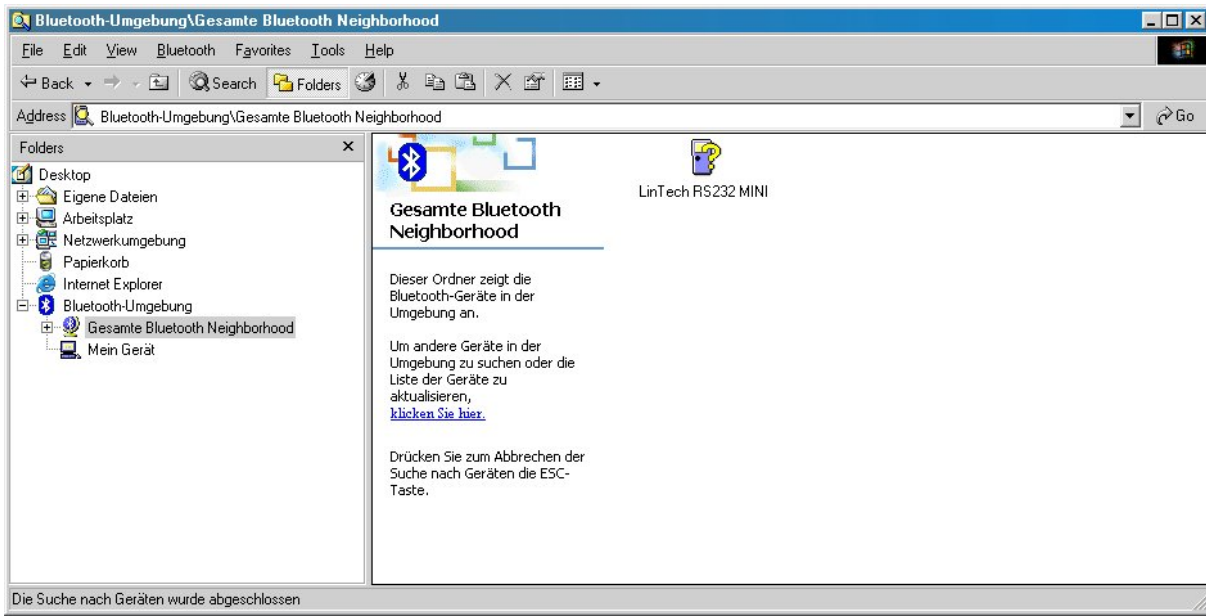 Bluetooth-Umgebung\Gesamte Bluetooth Neighborhood
File Edit View Bluetooth Favorites Tools Help
Back Search Folders
Address Bluetooth-Umgebung\Gesamte Bluetooth Neighborhood Go
Folders
Desktop
Eigene Dateien
Arbeitsplatz
Netzwerkumgebung
Papierkorb
Internet Explorer
Bluetooth-Umgebung
Gesamte Bluetooth Neighborhood
Mein Gerät
Gesamte Bluetooth
Neighborhood
Dieser Ordner zeigt die
Bluetooth-Geräte in der
Umgebung an.
Um andere Geräte in der
Umgebung zu suchen oder die
Liste der Geräte zu
aktualisieren,
klicken Sie hier.
Drücken Sie zum Abbrechen der
Suche nach Geräten die ESC-
Taste.
LinTech RS232 MINI
Die Suche nach Geräten wurde abgeschlossen